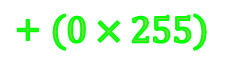 + (0 × 255)